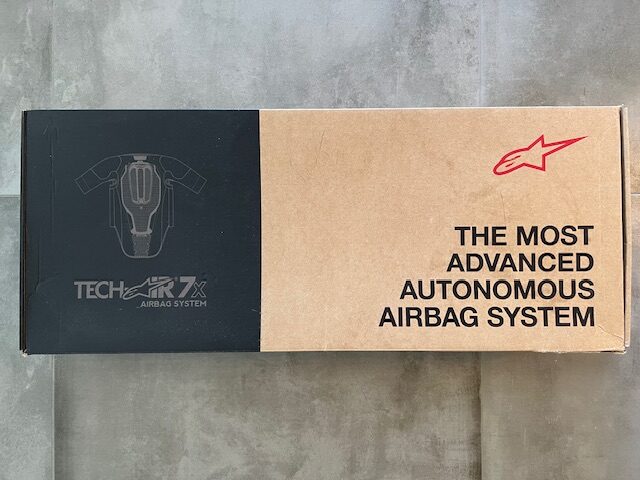 TECH-AIR® 7x
AIRBAG SYSTEM
THE MOST
ADVANCED
AUTONOMOUS
AIRBAG SYSTEM